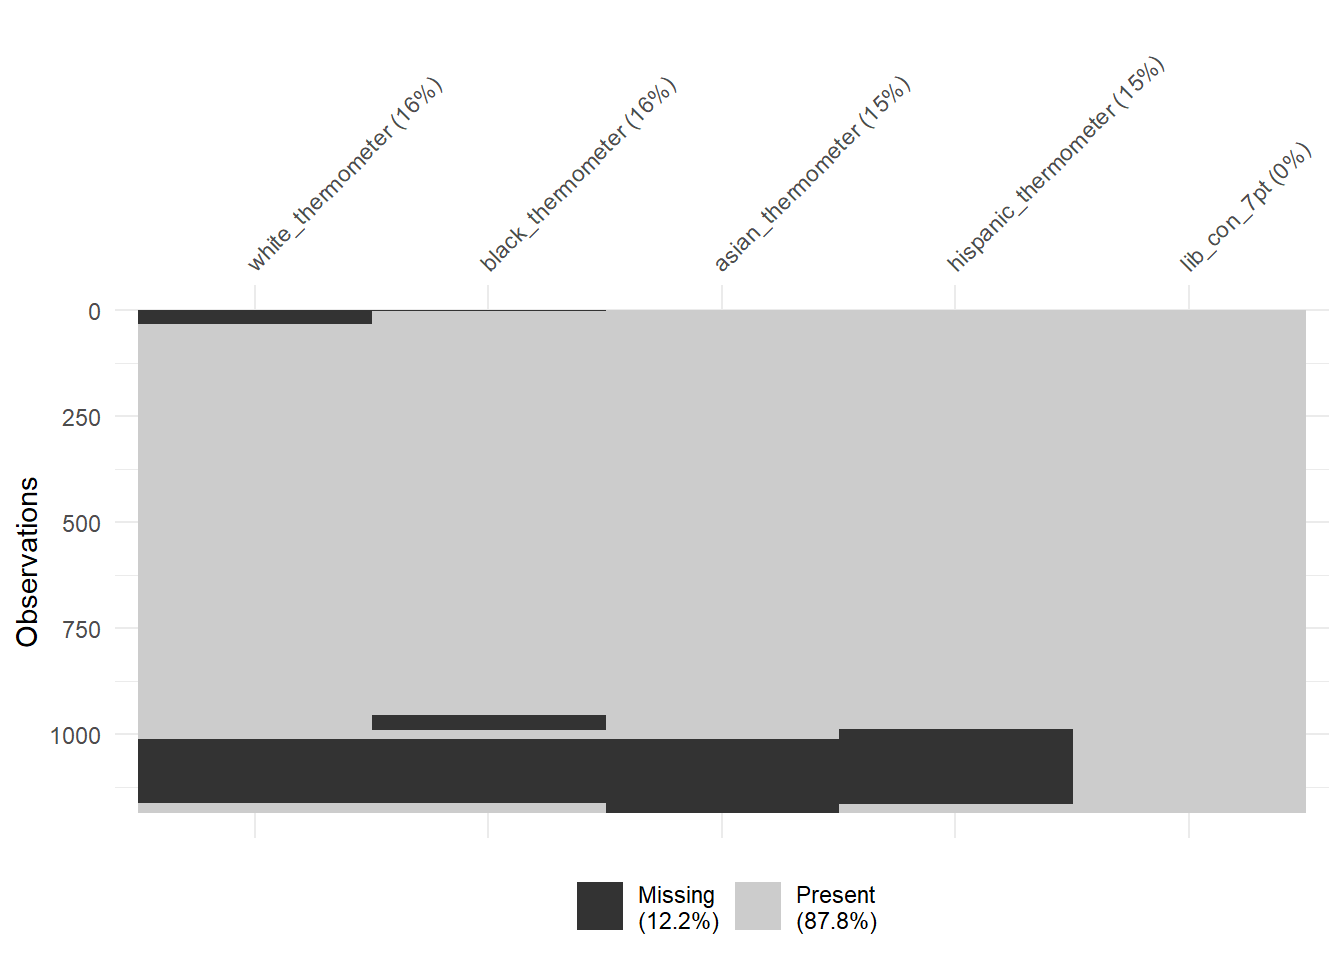 white_thermometer (16%)
black_thermometer (16%)
asian_thermometer (15%)
hispanic_thermometer (15%)
lib_con_7pt (0%)
0
250
500
750
1000
Observations
Missing
(12.2%)
Present
(87.8%)